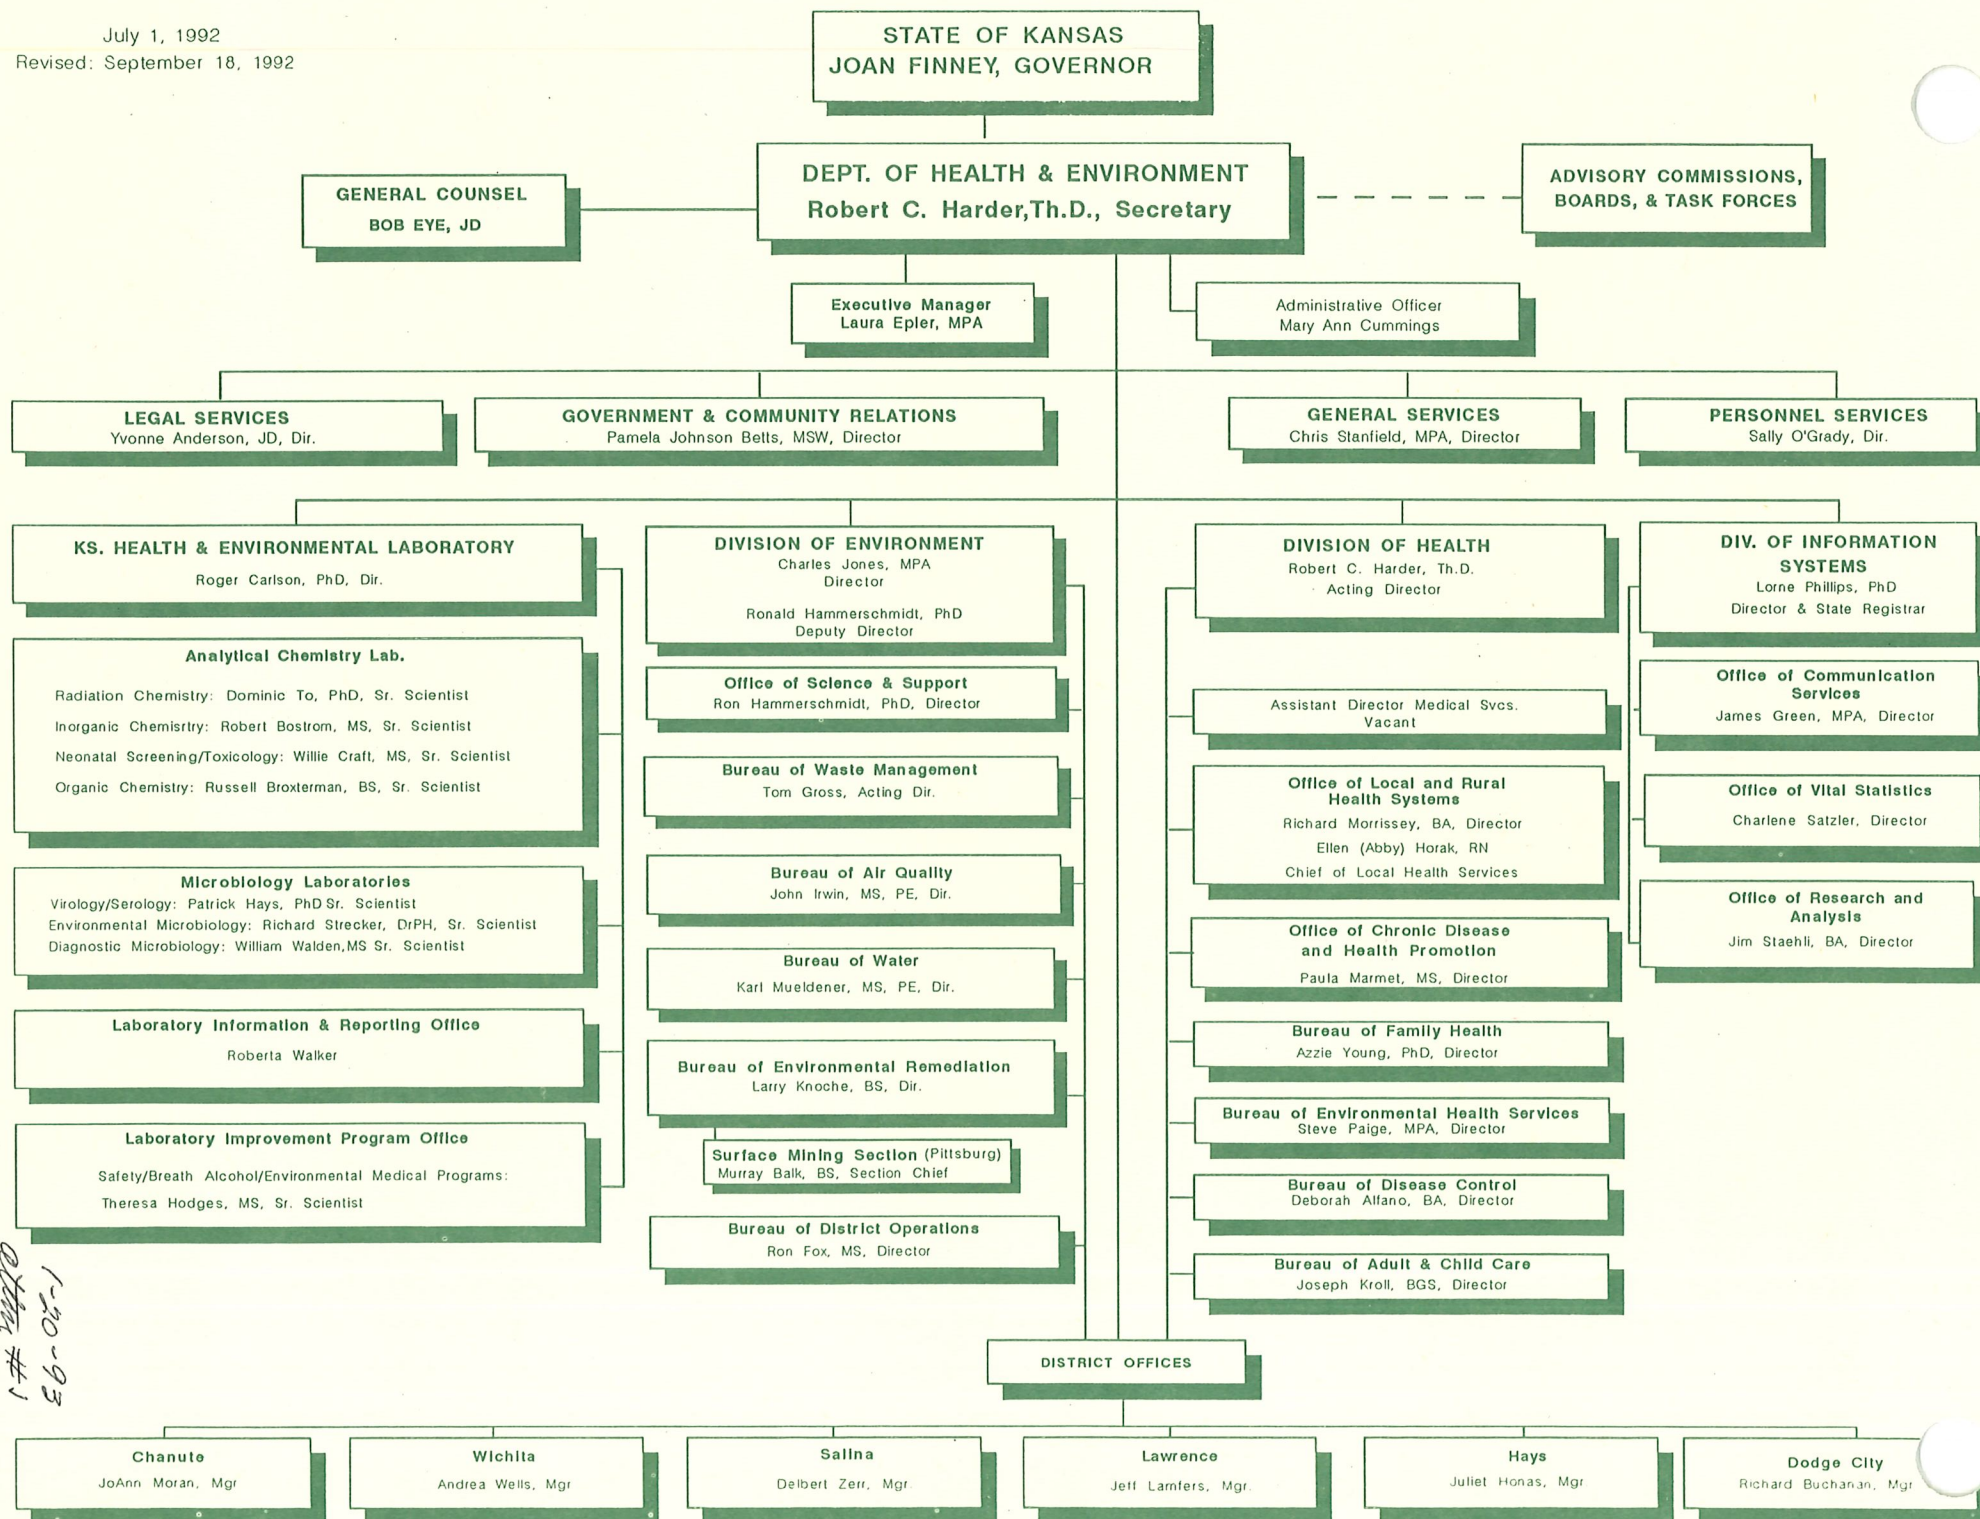 July 1, 1992
Revised: September 18, 1992
STATE OF KANSAS
JOAN FINNEY, GOVERNOR
GENERAL COUNSEL
BOB EYE, JD
DEPT. OF HEALTH & ENVIRONMENT
Robert C. Harder,Th.D., Secretary
ADVISORY COMMISSIONS,
BOARDS, & TASK FORCES
Executive Manager
Laura Epler, MPA
Administrative Officer
Mary Ann Cummings
LEGAL SERVICES
Yvonne Anderson, JD, Dir.
GOVERNMENT & COMMUNITY RELATIONS
Pamela Johnson Betts, MSW, Director
GENERAL SERVICES
Chris Stanfield, MPA, Director
PERSONNEL SERVICES
Sally O'Grady, Dir.
KS. HEALTH & ENVIRONMENTAL LABORATORY
Roger Carlson, PhD, Dir.
Analytical Chemistry Lab.
Radiation Chemistry: Dominic To, PhD, Sr. Scientist
Inorganic Chemisrtry: Robert Bostrom, MS, Sr. Scientist
Neonatal Screening/Toxicology: Willie Craft, MS, Sr. Scientist
Organic Chemistry: Russell Broxterman, BS, Sr. Scientist
Microbiology Laboratories
Virology/Serology: Patrick Hays, PhD Sr. Scientist
Environmental Microbiology: Richard Strecker, DrPH, Sr. Scientist
Diagnostic Microbiology: William Walden,MS Sr. Scientist
Laboratory Information & Reporting Office
Roberta Walker
Laboratory Improvement Program Office
Safety/Breath Alcohol/Environmental Medical Programs:
Theresa Hodges, MS, Sr. Scientist
DIVISION OF ENVIRONMENT
Charles Jones, MPA
Director
Ronald Hammerschmidt, PhD
Deputy Director
Office of Science & Support
Ron Hammerschmidt, PhD, Director
Bureau of Waste Management
Tom Gross, Acting Dir.
Bureau of Air Quality
John Irwin, MS, PE, Dir.
Bureau of Water
Karl Mueldener, MS, PE, Dir.
Bureau of Environmental Remediation
Larry Knoche, BS, Dir.
Surface Mining Section (Pittsburg)
Murray Balk, BS, Section Chief
Bureau of District Operations
Ron Fox, MS, Director
DIVISION OF HEALTH
Robert C. Harder, Th.D.
Acting Director
Assistant Director Medical Svcs.
Vacant
Office of Local and Rural
Health Systems
Richard Morrissey, BA, Director
Ellen (Abby) Horak, RN
Chief of Local Health Services
Office of Chronic Disease
and Health Promotion
Paula Marmet, MS, Director
Bureau of Family Health
Azzie Young, PhD, Director
Bureau of Environmental Health Services
Steve Paige, MPA, Director
Bureau of Disease Control
Deborah Alfano, BA, Director
Bureau of Adult & Child Care
Joseph Kroll, BGS, Director
DIV. OF INFORMATION
SYSTEMS
Lorne Phillips, PhD
Director & State Registrar
Office of Communication
Services
James Green, MPA, Director
Office of Vital Statistics
Charlene Satzler, Director
Office of Research and
Analysis
Jim Staehli, BA, Director
1-20-93
#1
DISTRICT OFFICES
Chanute
JoAnn Moran, Mgr
Wichita
Andrea Wells, Mgr
Salina
Delbert Zerr, Mgr.
Lawrence
Jeff Lamfers, Mgr.
Hays
Juliet Honas, Mgr
Dodge City
Richard Buchanan, Mgr